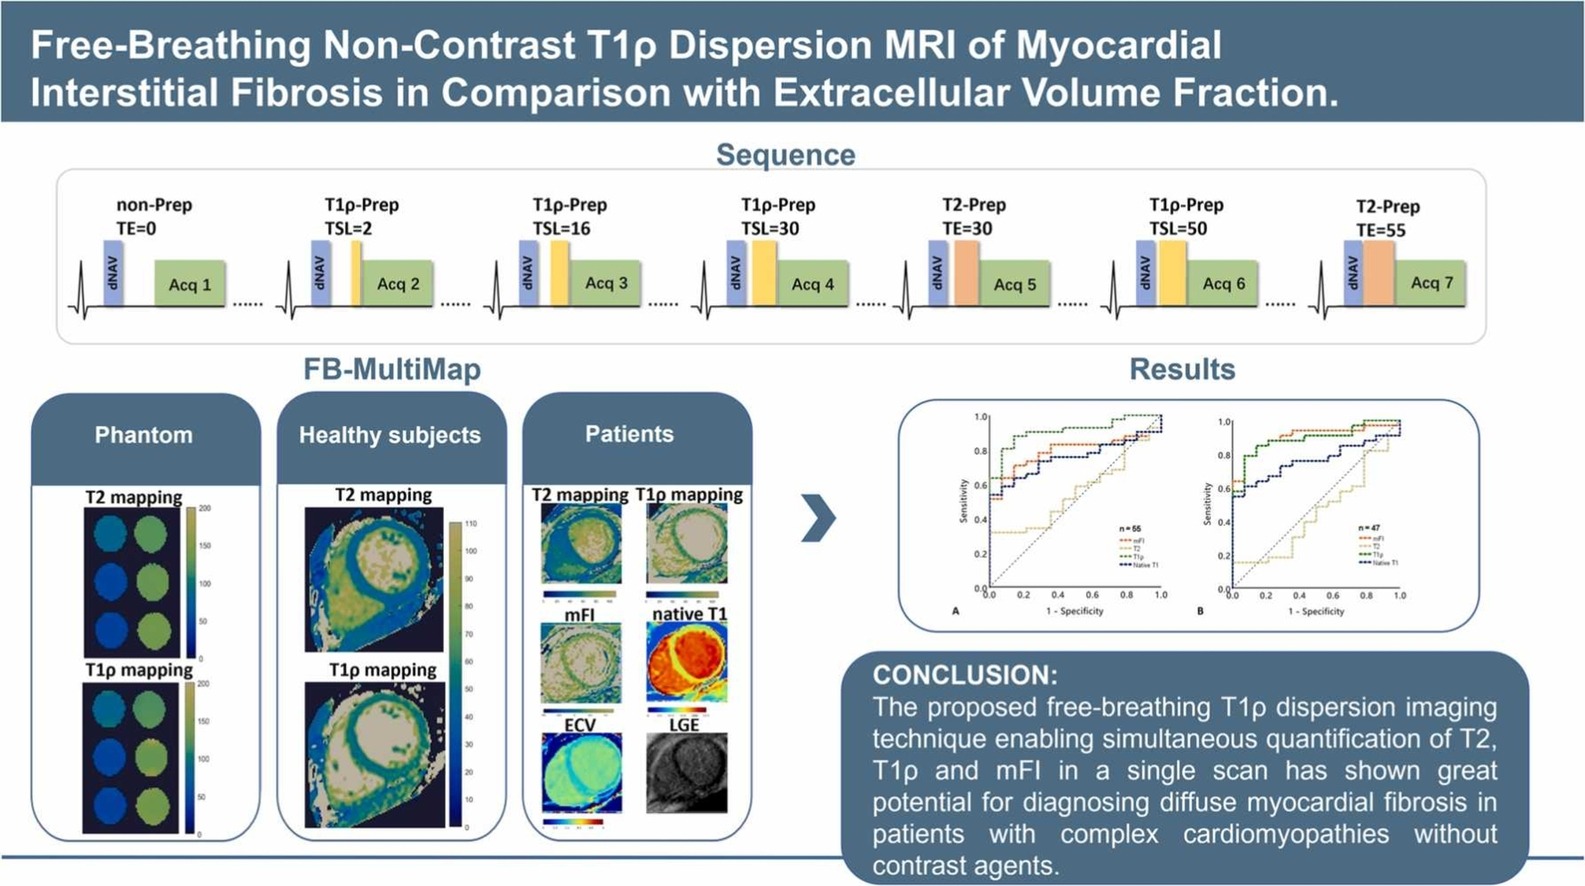 Free-Breathing Non-Contrast T1ρ Dispersion MRI of Myocardial
Interstitial Fibrosis in Comparison with Extracellular Volume Fraction.
Sequence
non-Prep
TE=0
dNAV
Acq 1
......
T1ρ-Prep
TSL=2
dNAV
Acq 2
......
T1ρ-Prep
TSL=16
dNAV
Acq 3
......
T1ρ-Prep
TSL=30
dNAV
Acq 4
......
T2-Prep
TE=30
dNAV
Acq 5
......
T1ρ-Prep
TSL=50
dNAV
Acq 6
......
T2-Prep
TE=55
dNAV
Acq 7
FB-MultiMap
Phantom
T2 mapping
200
150
100
50
0
T1ρ mapping
200
150
100
50
0
Healthy subjects
T2 mapping
T1ρ mapping
110
100
90
80
70
60
50
40
30
20
10
0
Patients
T2 mapping T1ρ mapping
mFI native T1
ECV LGE
Results
1.0
0.8
0.6
0.4
0.2
0.0
Sensitivity
n = 55
mFI
T2
T1ρ
Native T1
0.0 0.2 0.4 0.6 0.8 1.0
A
1 - Specificity
1.0
0.8
0.6
0.4
0.2
0.0
Sensitivity
n = 47
mFI
T2
T1ρ
Native T1
0.0 0.2 0.4 0.6 0.8 1.0
B
1 - Specificity
CONCLUSION:
The proposed free-breathing T1ρ dispersion imaging
technique enabling simultaneous quantification of T2,
T1ρ and mFI in a single scan has shown great
potential for diagnosing diffuse myocardial fibrosis in
patients with complex cardiomyopathies without
contrast agents.